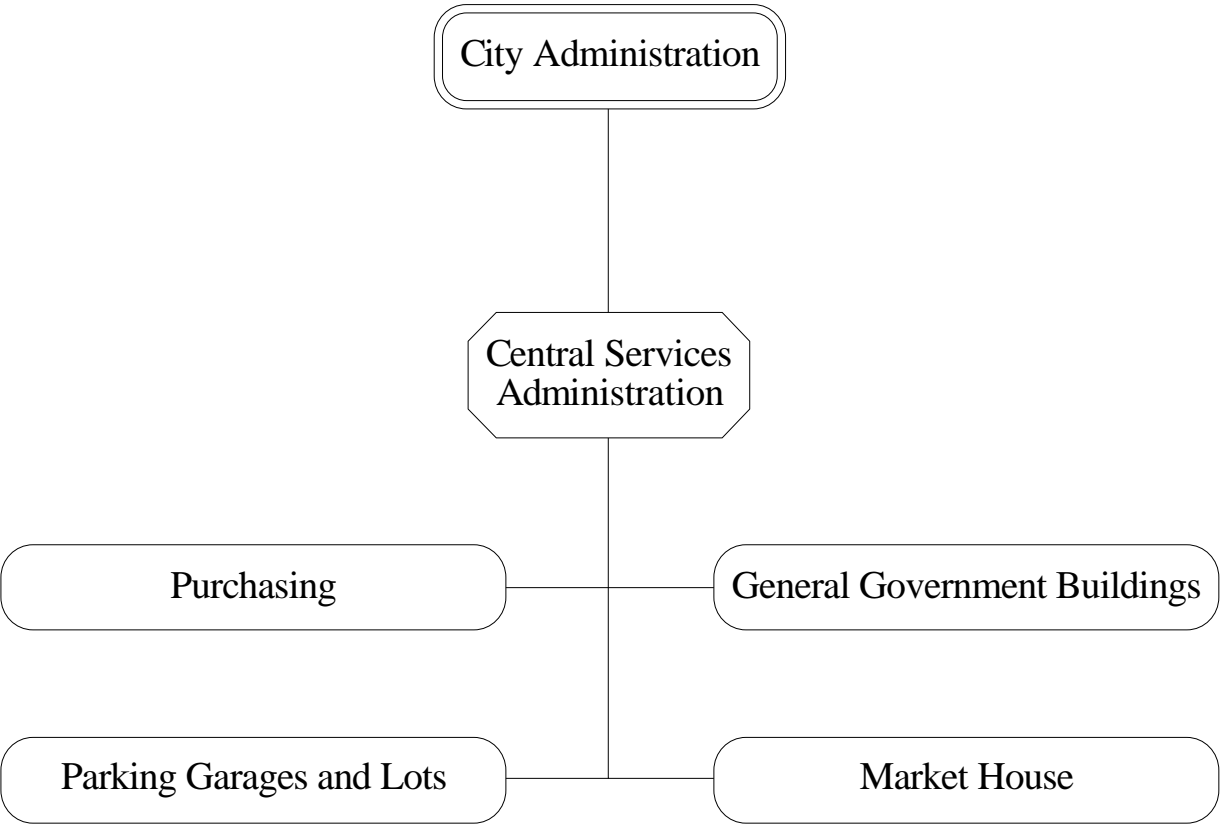 City Administration
Central Services
Administration
Purchasing
General Government Buildings
Parking Garages and Lots
Market House